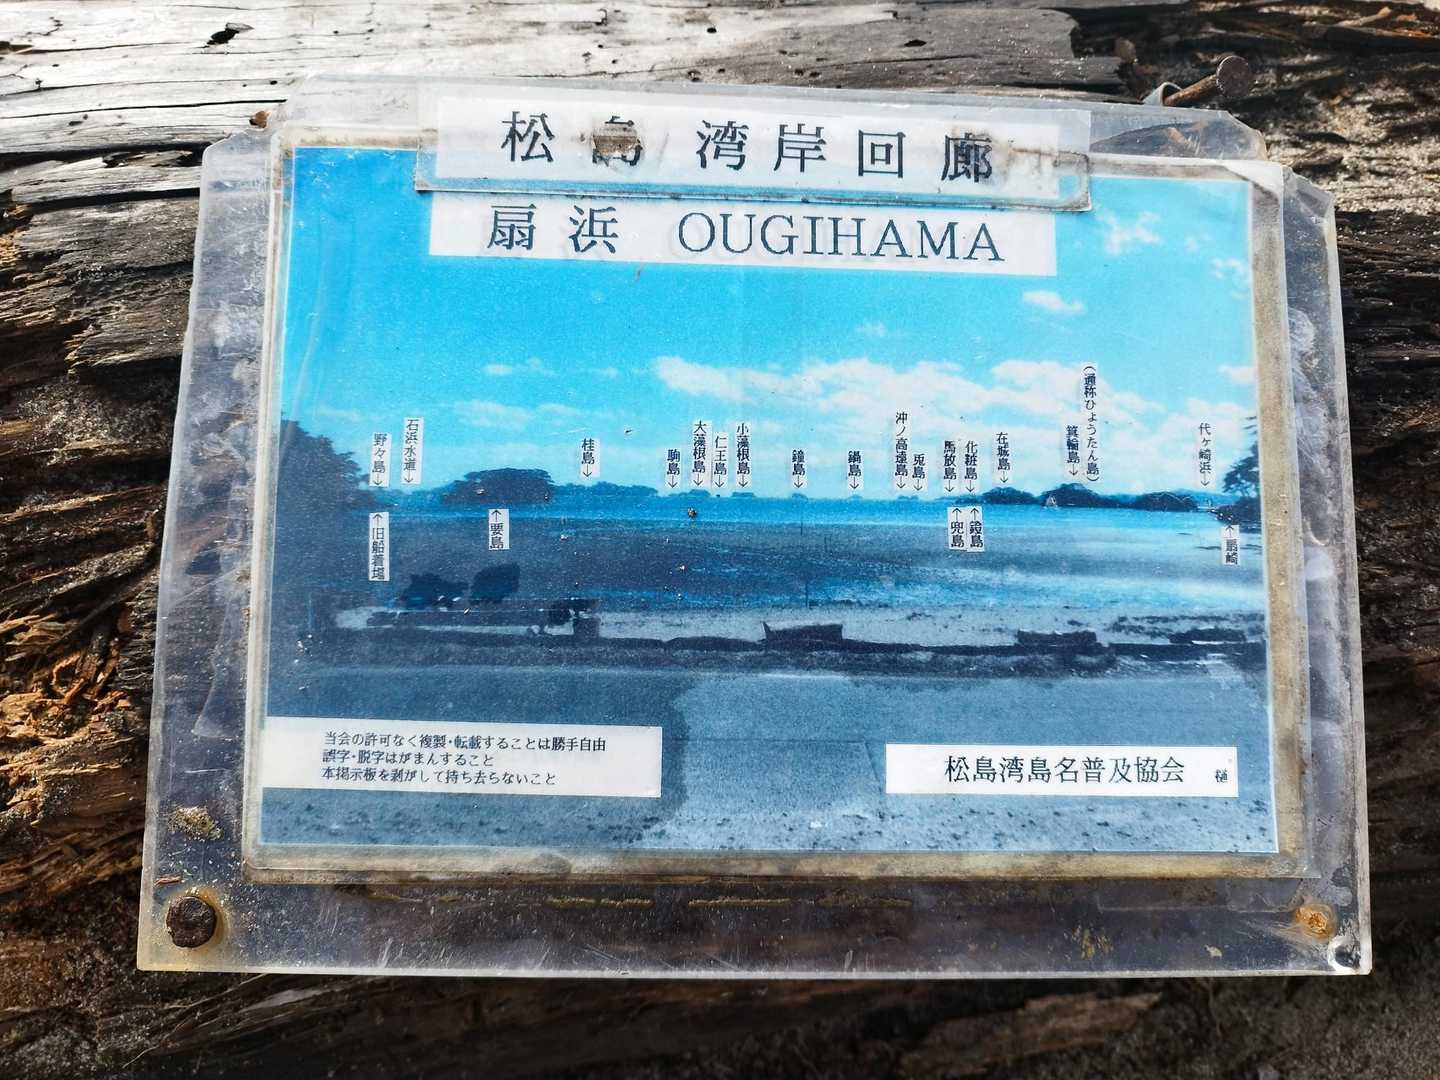 松島 湾岸回廊
扇浜 OUGIHAMA
野々島↓
石浜水道↓
桂島↓
駒島↓
大藻根島↓
仁王島↓
小藻根島↓
鐘島↓
鍋島↓
沖ノ高達島↓
兎島↓
馬放島↓
化粧島↓
在城島↓
箕輪島↓
(通称ひょうたん島)
代ヶ崎浜↓
↑旧船着場
↑要島
↑兜島
↑鐙島
↑扇崎
当会の許可なく複製・転載することは勝手自由
誤字・脱字はがまんすること
本掲示板を剥がして持ち去らないこと
松島湾島名普及協会 樋